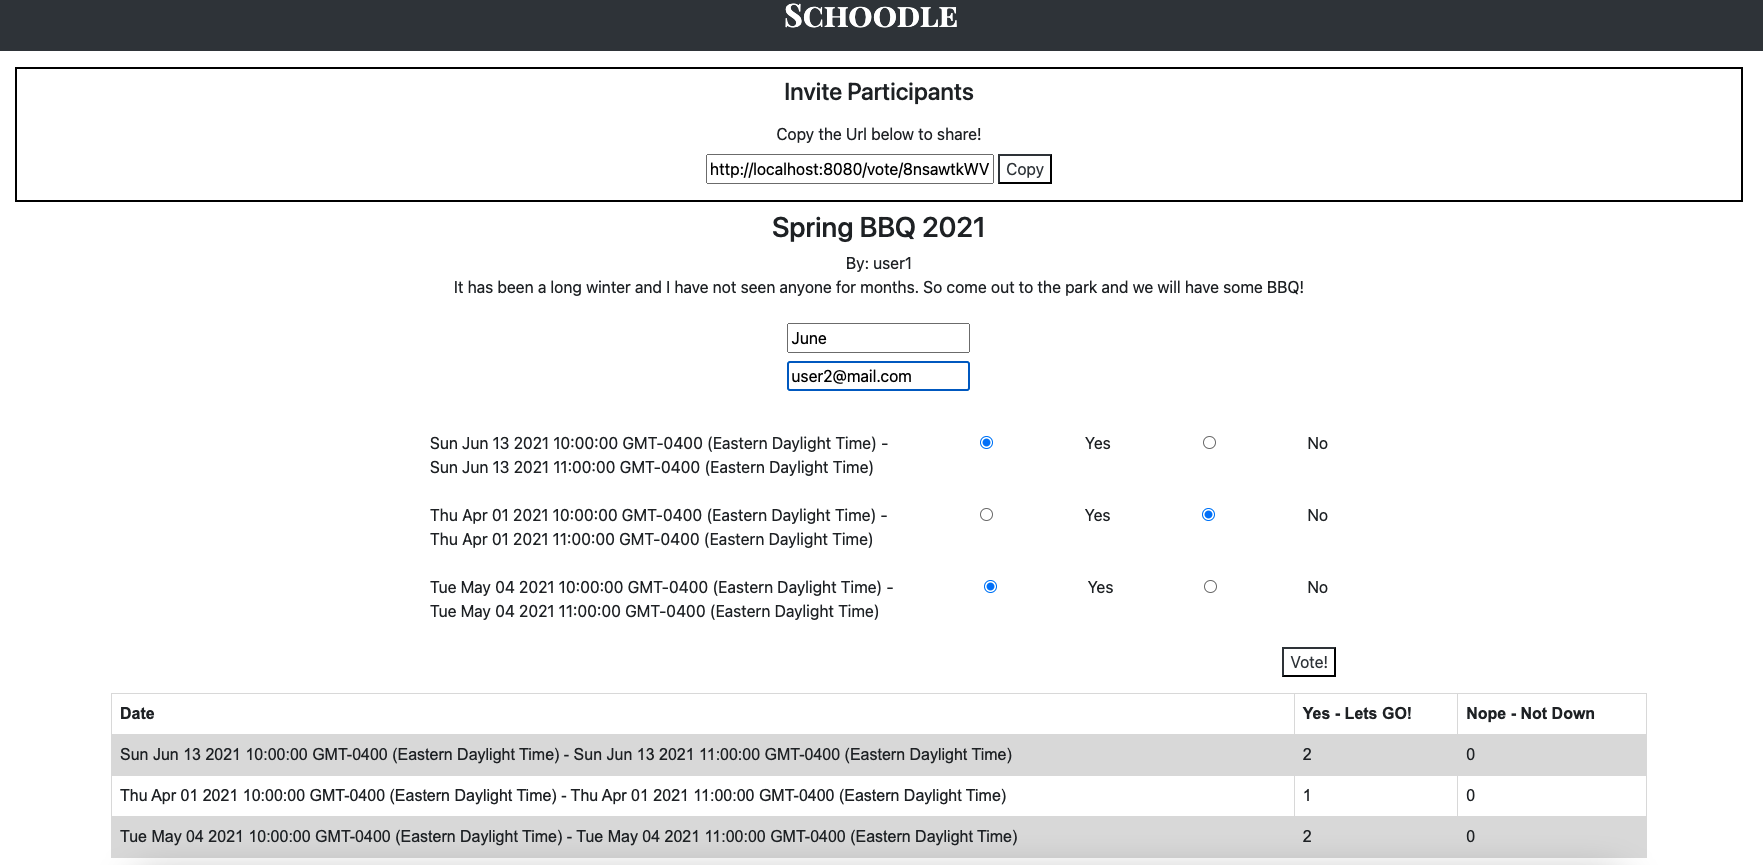 SCHOODLE
Invite Participants
Copy the Url below to share!
http://localhost:8080/vote/8nsawtkWV Copy
Spring BBQ 2021
By: user1
It has been a long winter and I have not seen anyone for months. So come out to the park and we will have some BBQ!
June
user2@mail.com
Sun Jun 13 2021 10:00:00 GMT-0400 (Eastern Daylight Time) - Yes No
Sun Jun 13 2021 11:00:00 GMT-0400 (Eastern Daylight Time)
Thu Apr 01 2021 10:00:00 GMT-0400 (Eastern Daylight Time) - Yes No
Thu Apr 01 2021 11:00:00 GMT-0400 (Eastern Daylight Time)
Tue May 04 2021 10:00:00 GMT-0400 (Eastern Daylight Time) - Yes No
Tue May 04 2021 11:00:00 GMT-0400 (Eastern Daylight Time)
Vote!
Date Yes - Lets GO! Nope - Not Down
Sun Jun 13 2021 10:00:00 GMT-0400 (Eastern Daylight Time) - Sun Jun 13 2021 11:00:00 GMT-0400 (Eastern Daylight Time) 2 0
Thu Apr 01 2021 10:00:00 GMT-0400 (Eastern Daylight Time) - Thu Apr 01 2021 11:00:00 GMT-0400 (Eastern Daylight Time) 1 0
Tue May 04 2021 10:00:00 GMT-0400 (Eastern Daylight Time) - Tue May 04 2021 11:00:00 GMT-0400 (Eastern Daylight Time) 2 0